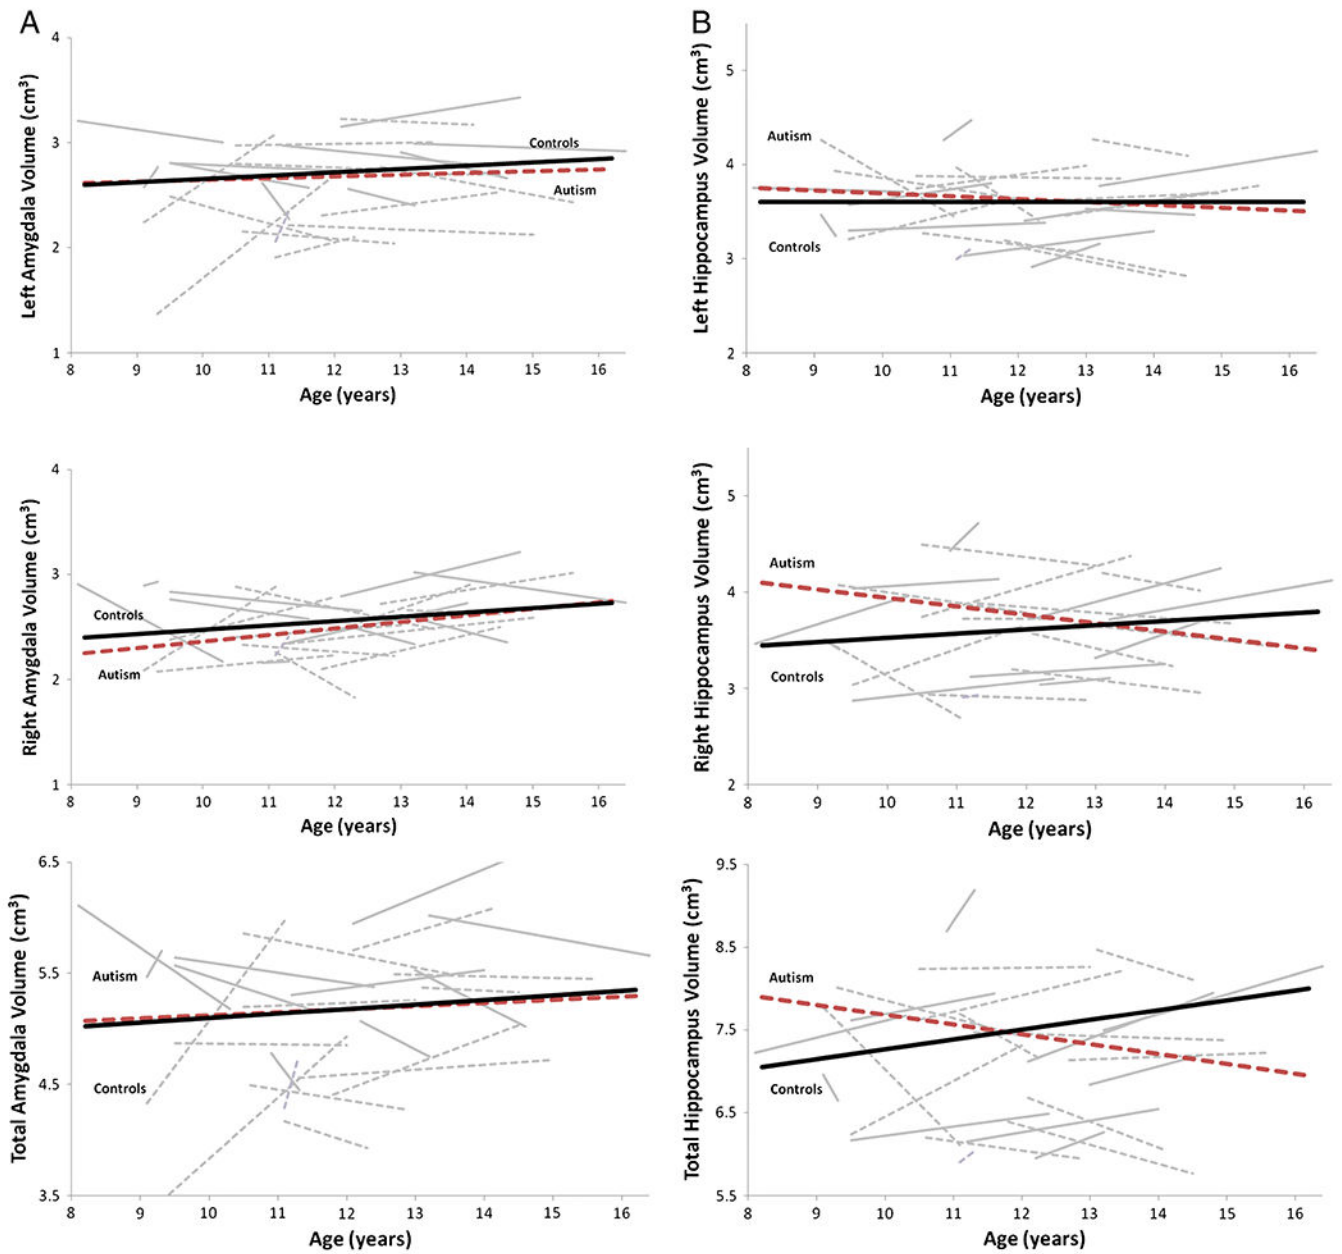 A
Left Amygdala Volume (cm³)
4
3
2
1
Controls
Autism
8 9 10 11 12 13 14 15 16
Age (years)
B
Left Hippocampus Volume (cm³)
5
4
3
2
Autism
Controls
8 9 10 11 12 13 14 15 16
Age (years)
Right Amygdala Volume (cm³)
4
3
2
1
Controls
Autism
8 9 10 11 12 13 14 15 16
Age (years)
Right Hippocampus Volume (cm³)
5
4
3
2
Autism
Controls
8 9 10 11 12 13 14 15 16
Age (years)
Total Amygdala Volume (cm³)
6.5
5.5
4.5
3.5
Autism
Controls
8 9 10 11 12 13 14 15 16
Age (years)
Total Hippocampus Volume (cm³)
9.5
8.5
7.5
6.5
5.5
Autism
Controls
8 9 10 11 12 13 14 15 16
Age (years)